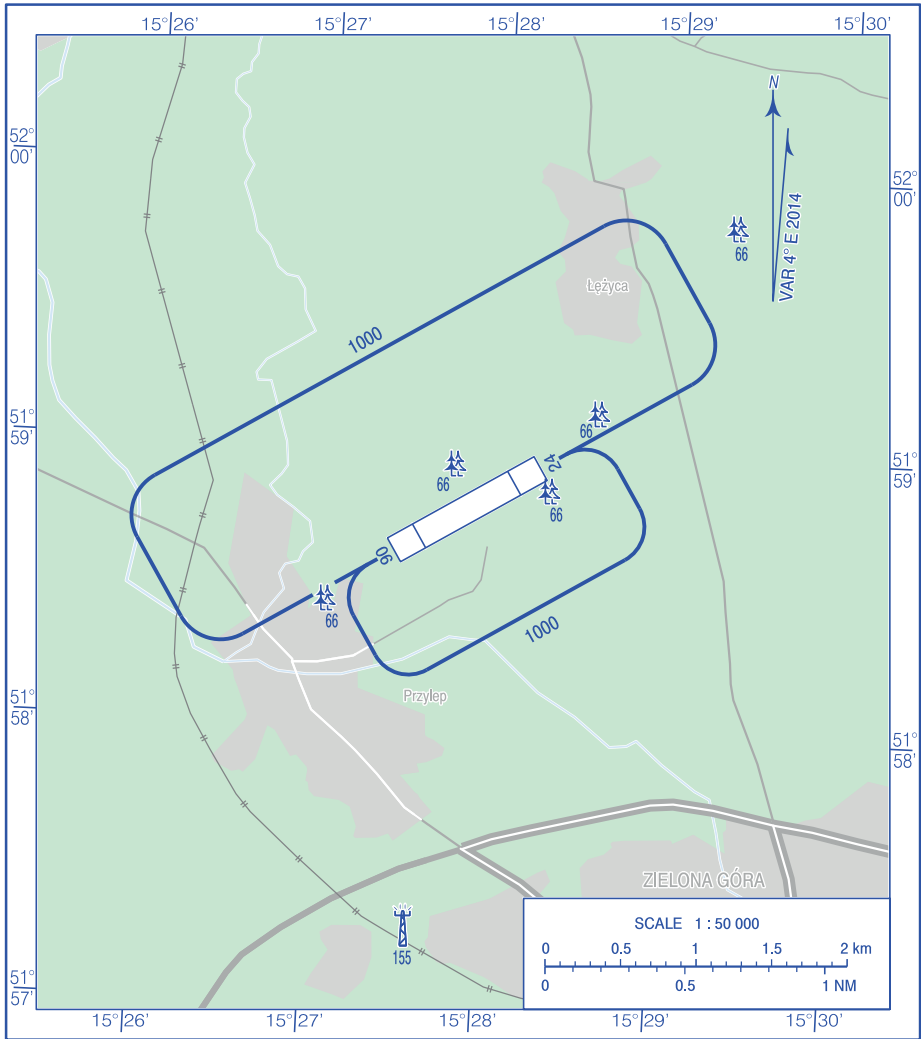 15°26' 15°27' 15°28' 15°29' 15°30'
N
52°
00'
52°
00'
VAR 4° E 2014
66
Łężyca
1000
51°
59'
66
24
51°
59'
66
66
06
66
1000
Przylep
51°
58'
51°
58'
ZIELONA GÓRA
155
SCALE 1 : 50 000
0 0.5 1 1.5 2 km
0 0.5 1 NM
51°
57'
15°26' 15°27' 15°28' 15°29' 15°30'